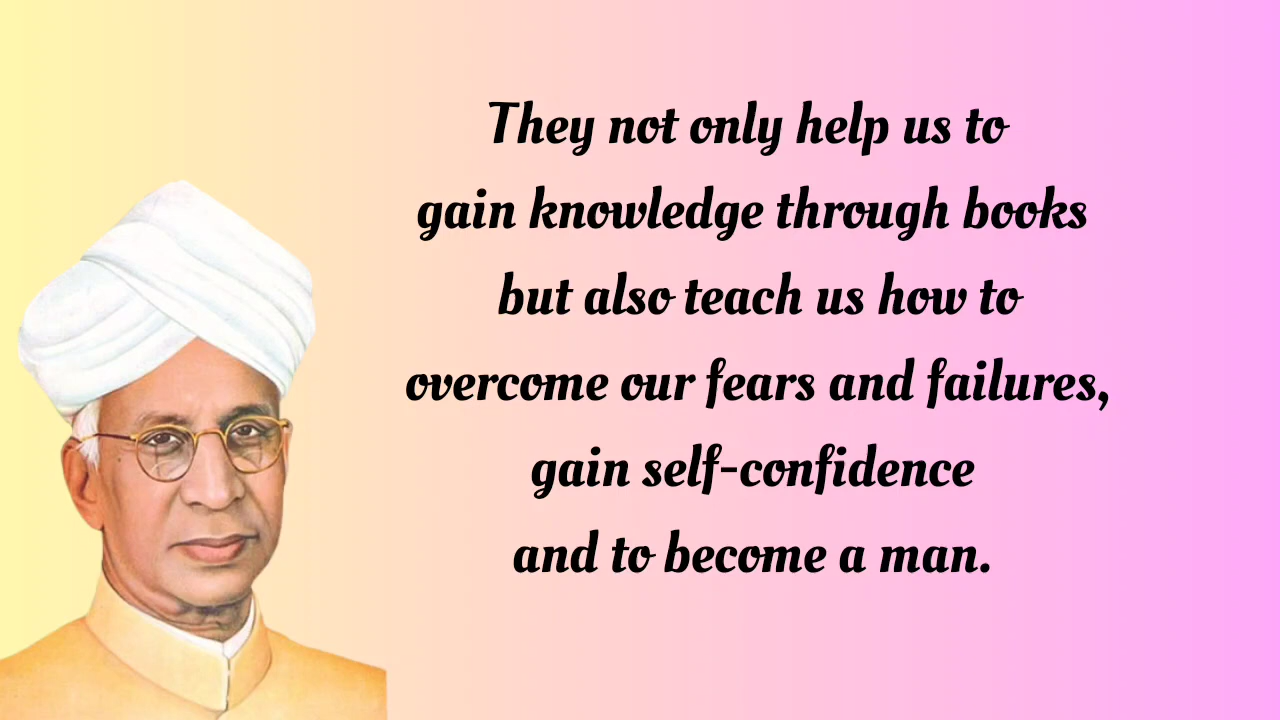 They not only help us to
gain knowledge through books
but also teach us how to
overcome our fears and failures,
gain self-confidence
and to become a man.